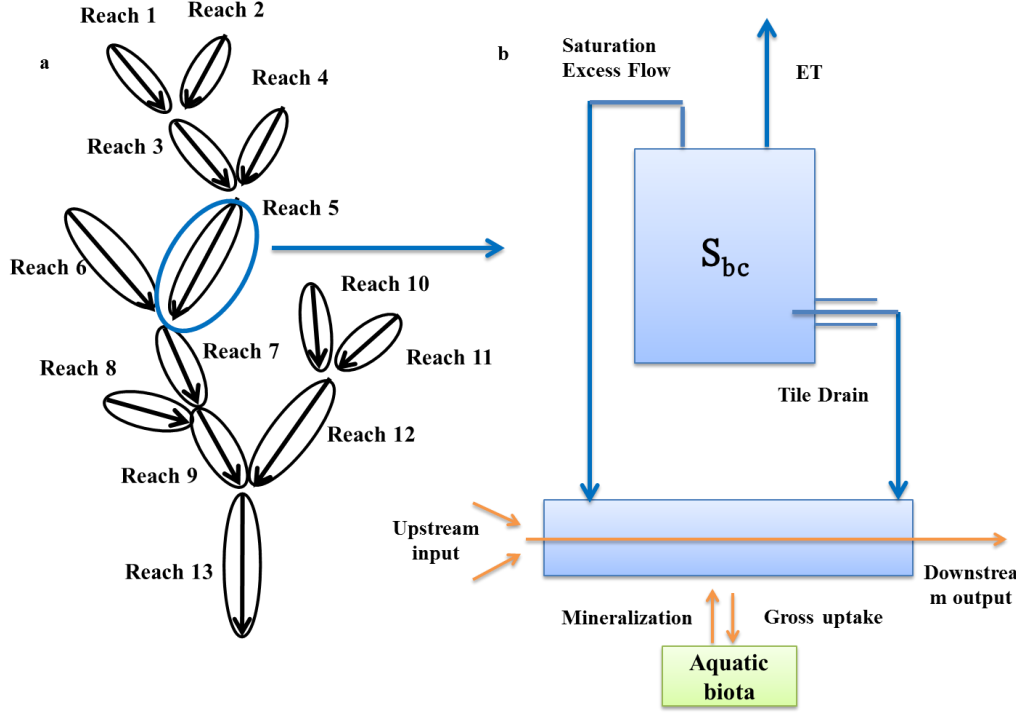 a
Reach 1
Reach 2
Reach 3
Reach 4
Reach 5
Reach 6
Reach 7
Reach 8
Reach 9
Reach 10
Reach 11
Reach 12
Reach 13
b
Saturation
Excess Flow
ET
Sbc
Tile Drain
Upstream
input
Downstrea
m output
Mineralization
Gross uptake
Aquatic
biota